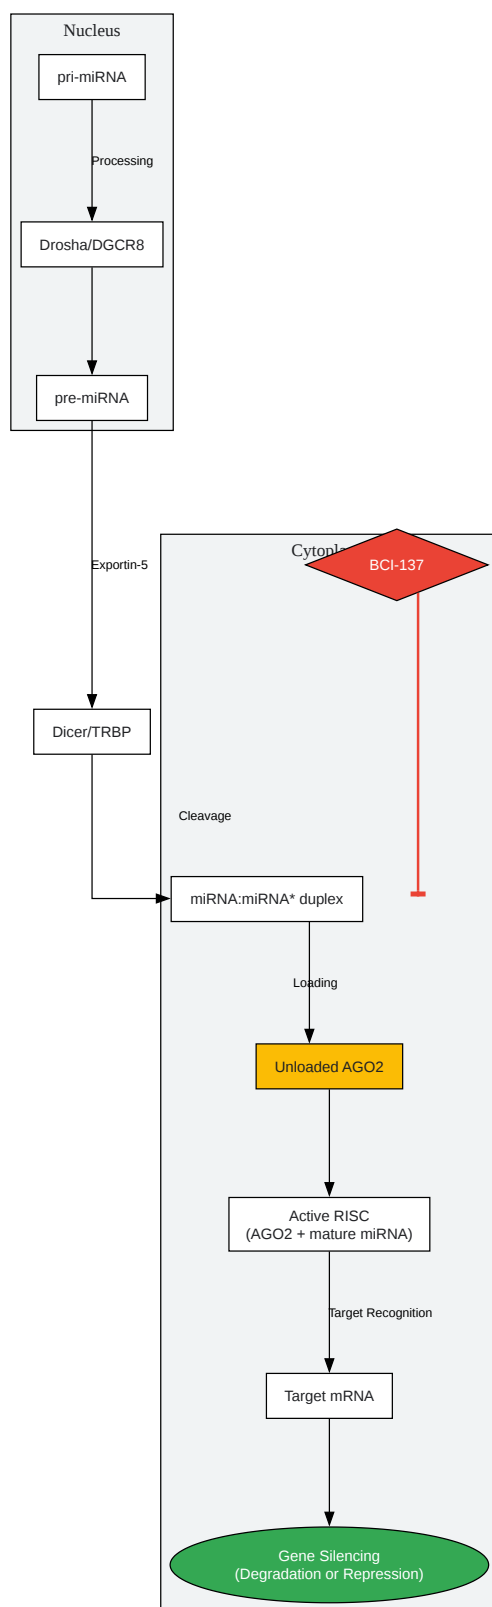 Nucleus
pri-miRNA
Processing
Drosha/DGCR8
pre-miRNA
Exportin-5
BCI-137
Dicer/TRBP
Cleavage
miRNA:miRNA* duplex
Loading
Unloaded AGO2
Active RISC
(AGO2 + mature miRNA)
Target Recognition
Target mRNA
Gene Silencing
(Degradation or Repression)